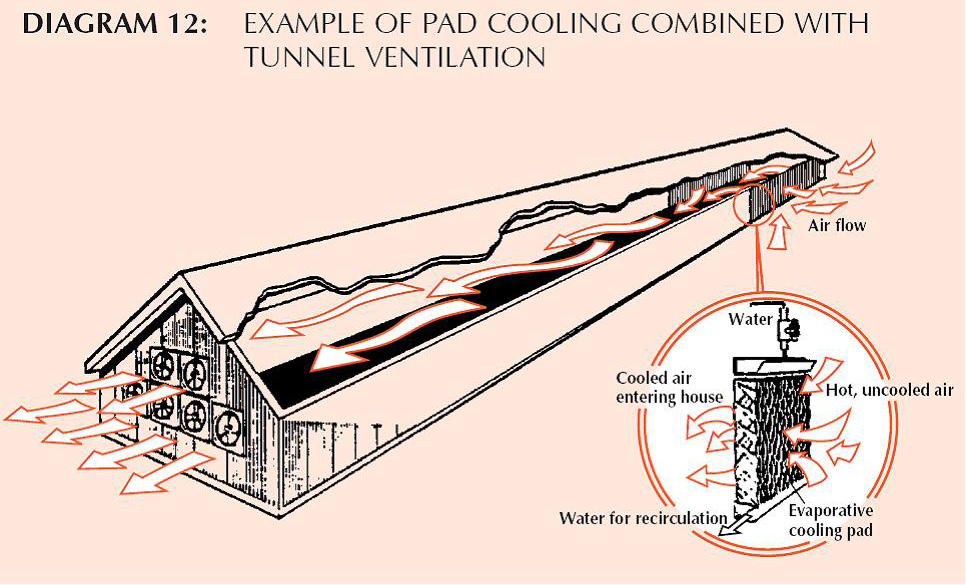 DIAGRAM 12: EXAMPLE OF PAD COOLING COMBINED WITH
TUNNEL VENTILATION
Air flow
Water
Cooled air
entering house
Hot, uncooled air
Water for recirculation
Evaporative
cooling pad